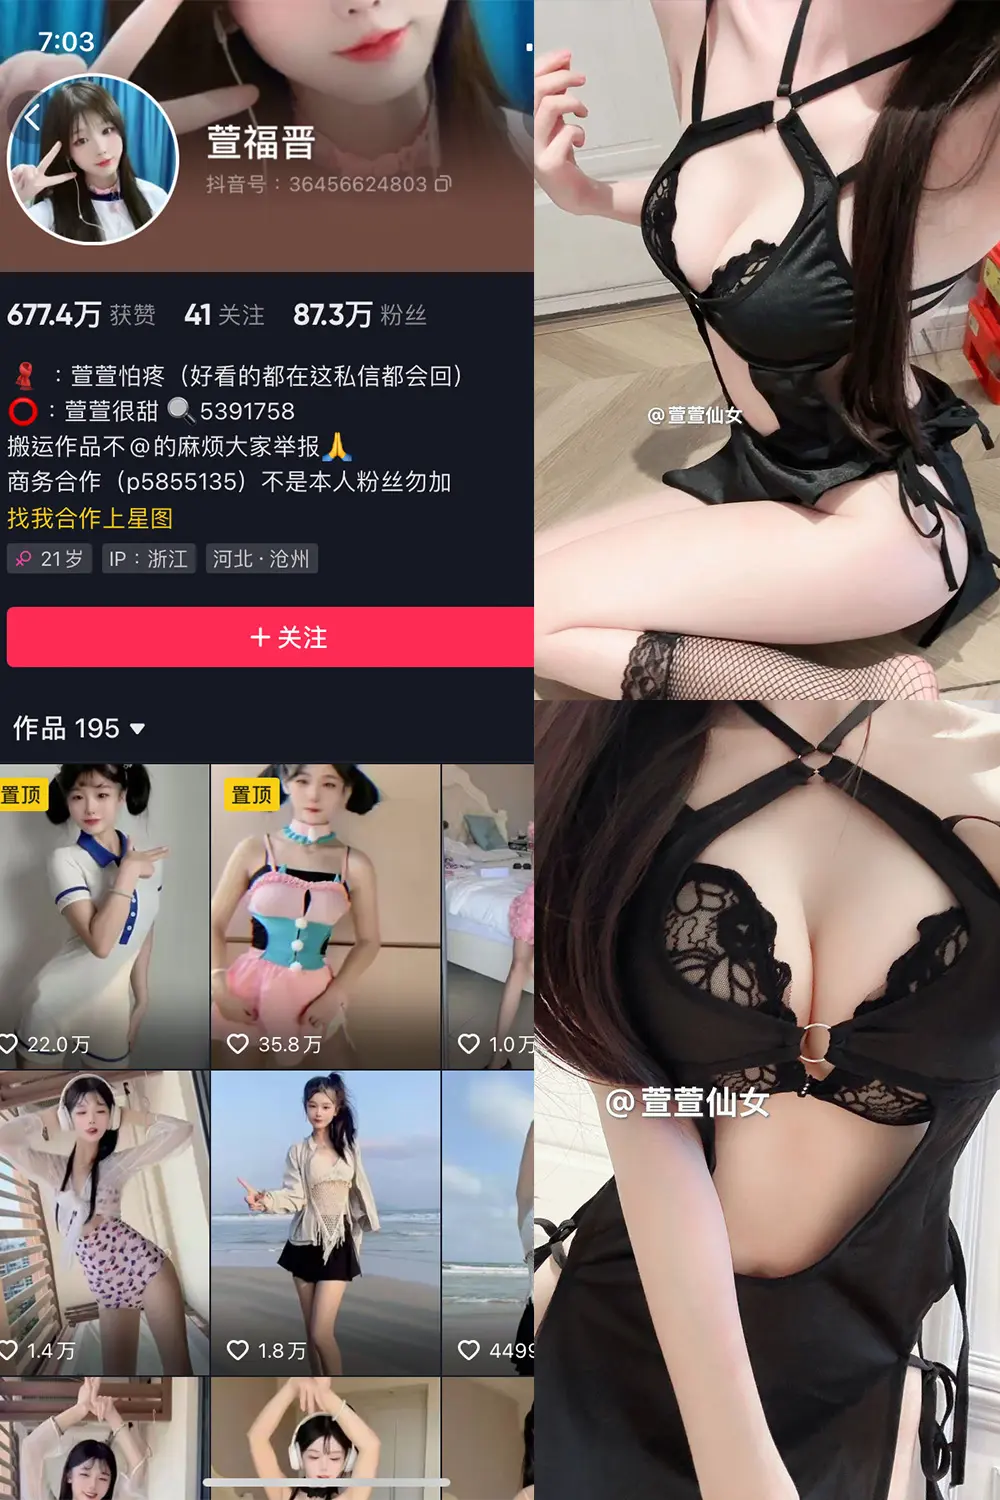 7:03
萱福晋
抖音号：36456624803
677.4万 获赞 41 关注 87.3万 粉丝
：萱萱怕疼（好看的都在这私信都会回）
：萱萱很甜 🔍5391758
搬运作品不@的麻烦大家举报🙏
商务合作（p5855135）不是本人粉丝勿加
找我合作上星图
21岁 IP：浙江 河北·沧州
+ 关注
作品 195
置顶
置顶
22.0万
35.8万
1.0万
1.4万
1.8万
4499
@萱萱仙女
@萱萱仙女